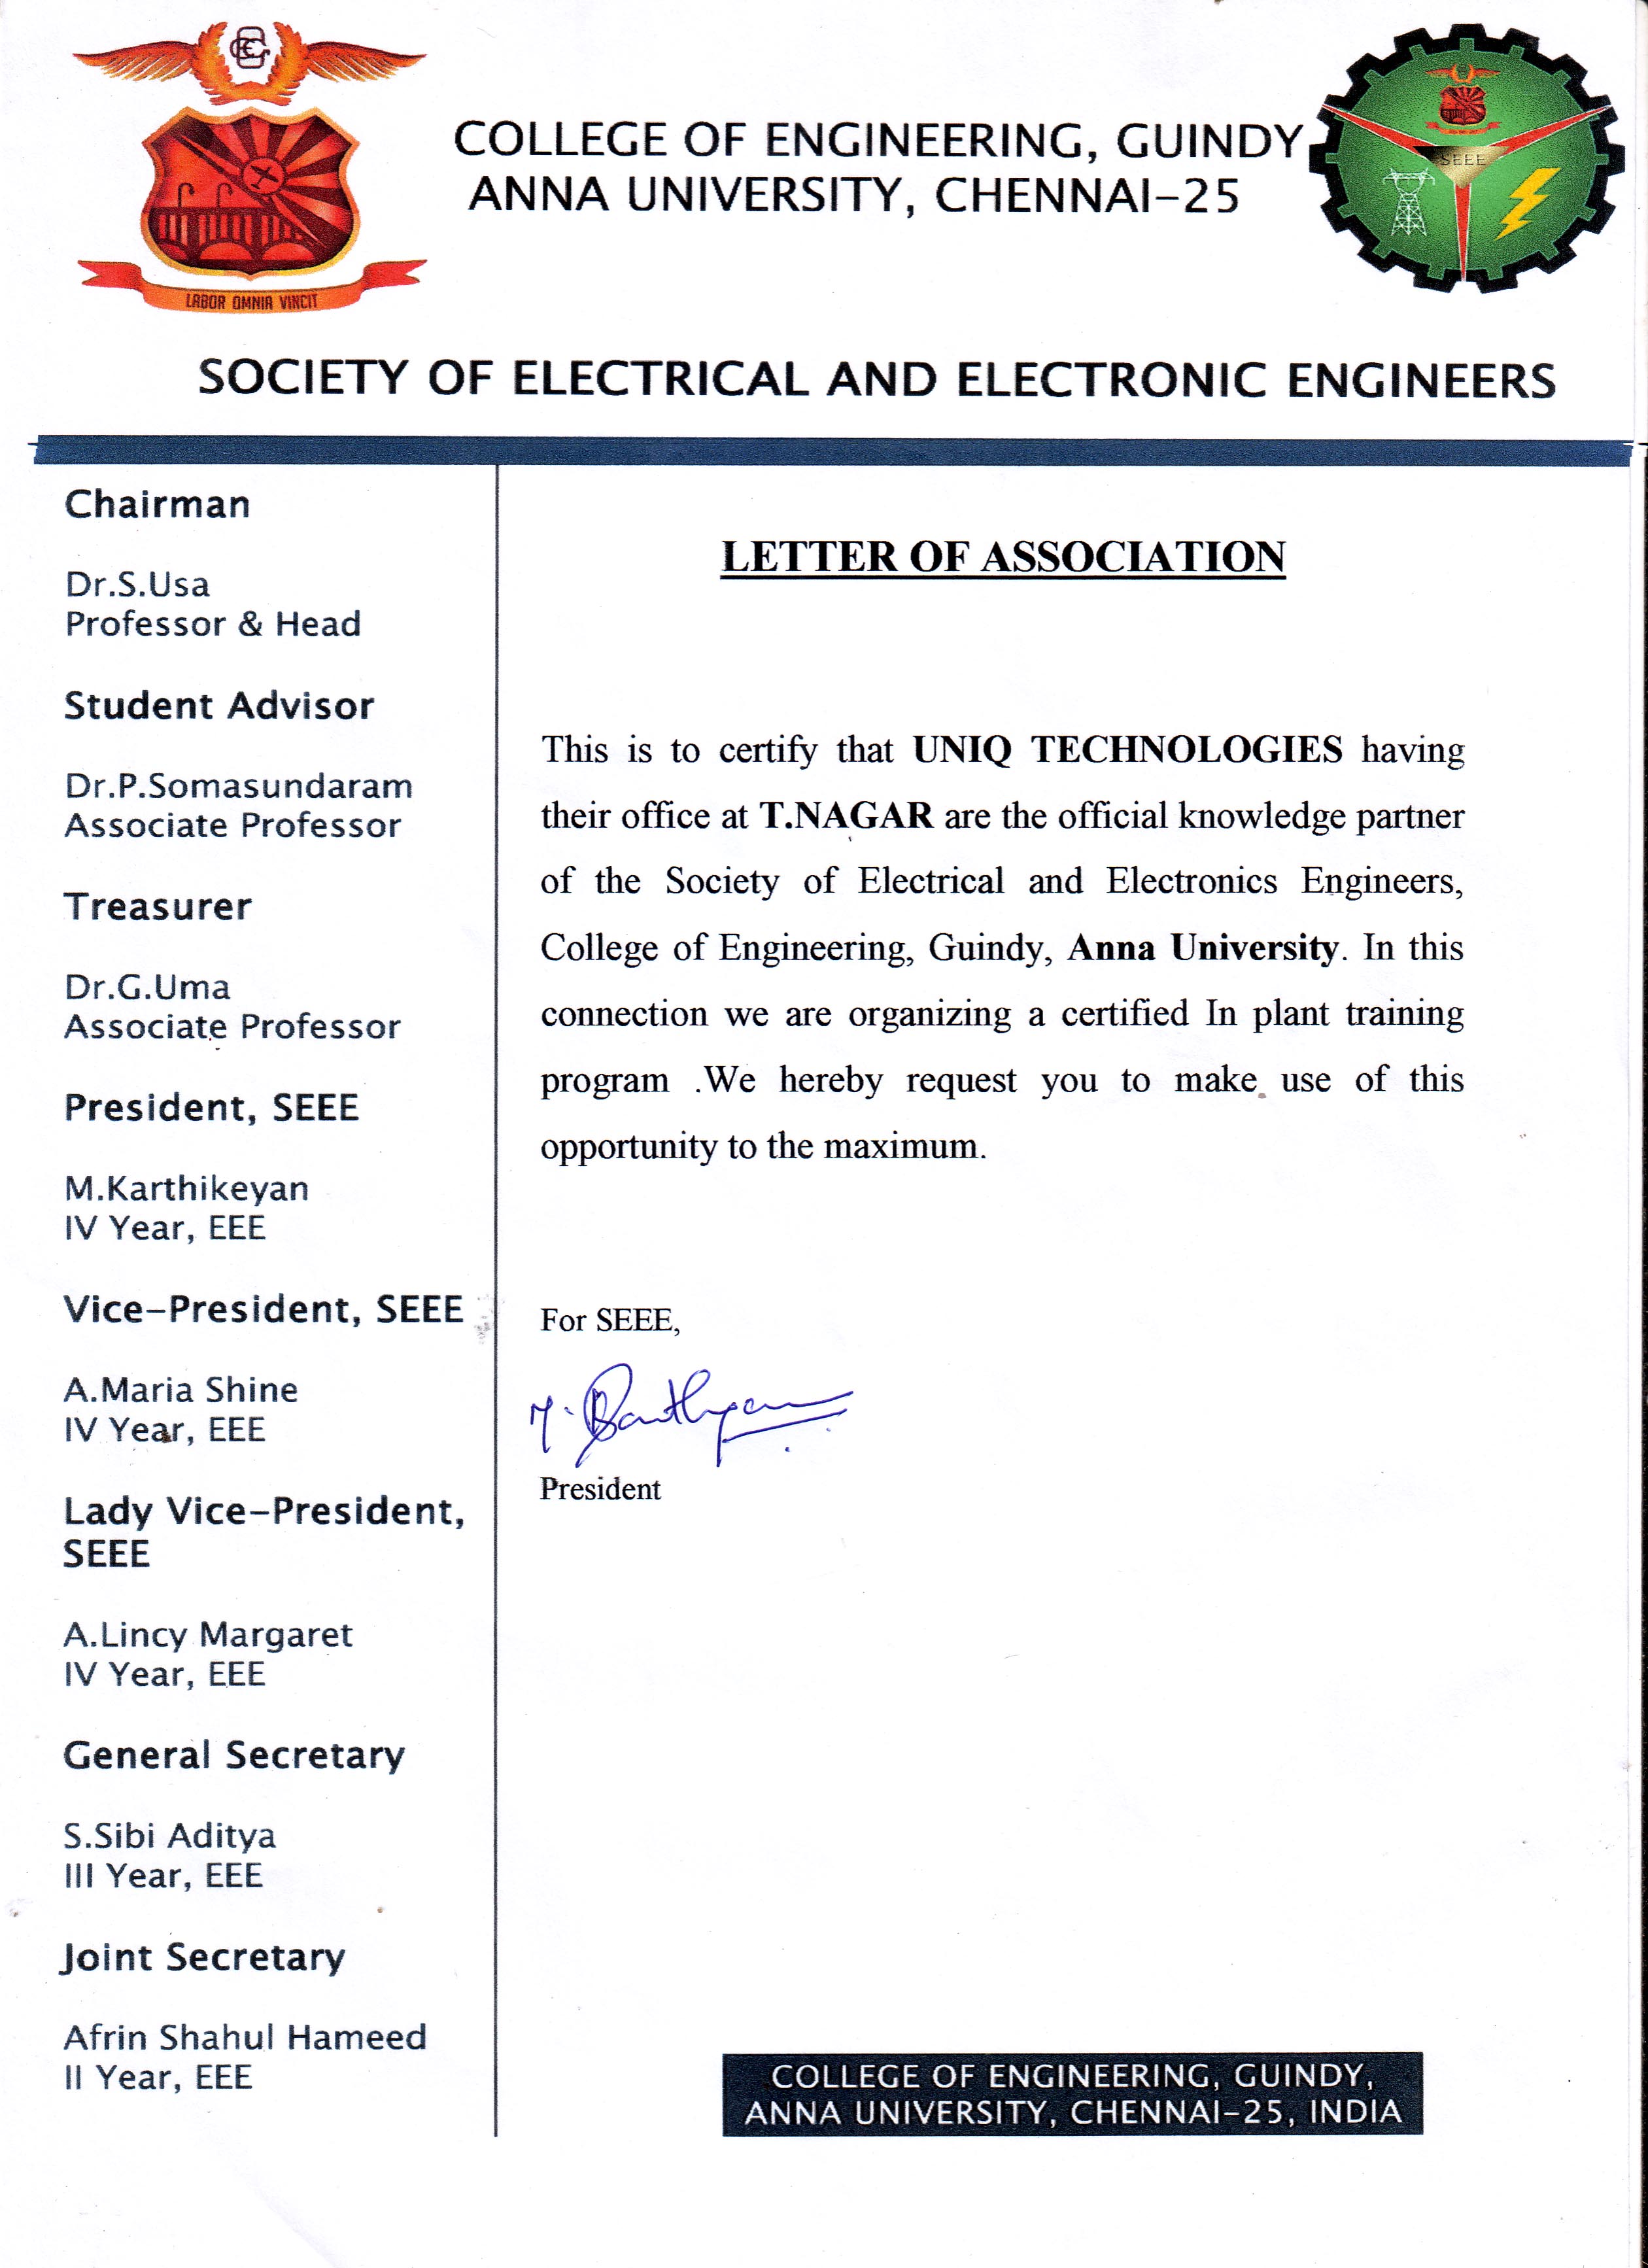 CEG
LABOR OMNIA VINCIT
COLLEGE OF ENGINEERING, GUINDY
ANNA UNIVERSITY, CHENNAI-25
SEEE
SOCIETY OF ELECTRICAL AND ELECTRONIC ENGINEERS
Chairman
Dr.S.Usa
Professor & Head
Student Advisor
Dr.P.Somasundaram
Associate Professor
Treasurer
Dr.G.Uma
Associate Professor
President, SEEE
M.Karthikeyan
IV Year, EEE
Vice-President, SEEE
A.Maria Shine
IV Year, EEE
Lady Vice-President,
SEEE
A.Lincy Margaret
IV Year, EEE
General Secretary
S.Sibi Aditya
III Year, EEE
Joint Secretary
Afrin Shahul Hameed
II Year, EEE
LETTER OF ASSOCIATION
This is to certify that UNIQ TECHNOLOGIES having
their office at T.NAGAR are the official knowledge partner
of the Society of Electrical and Electronics Engineers,
College of Engineering, Guindy, Anna University. In this
connection we are organizing a certified In plant training
program .We hereby request you to make use of this
opportunity to the maximum.
For SEEE,
President
COLLEGE OF ENGINEERING, GUINDY,
ANNA UNIVERSITY, CHENNAI-25, INDIA